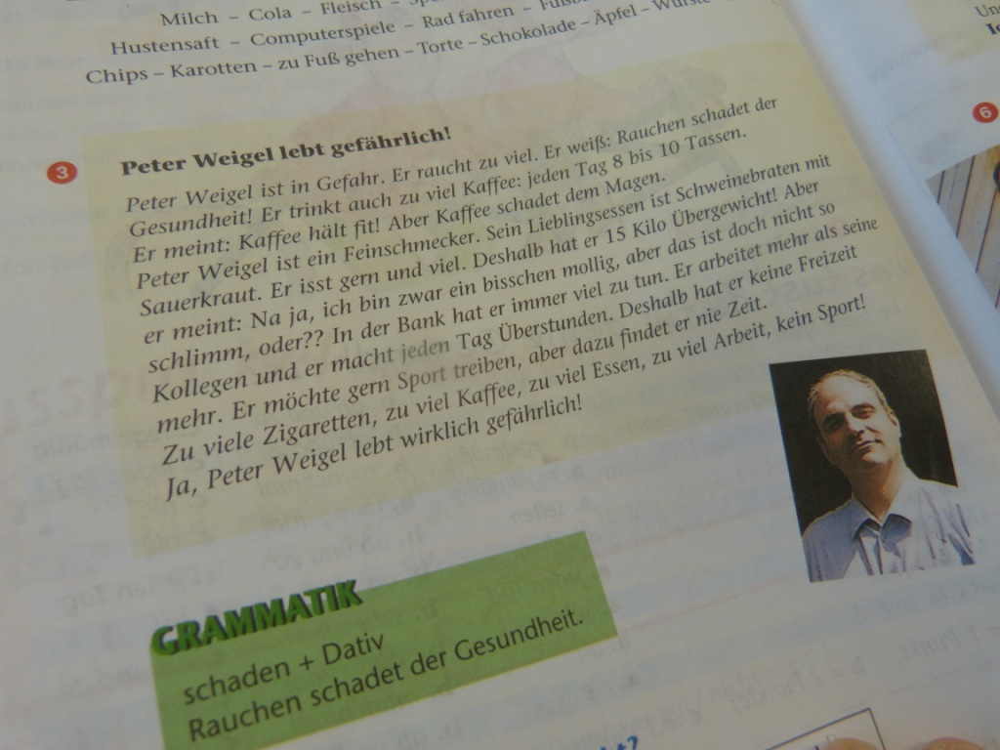 Milch – Cola – Fleisch –
Hustensaft – Computerspiele – Rad fahren –
Chips – Karotten – zu Fuß gehen – Torte – Schokolade – Äpfel –
3
Peter Weigel lebt gefährlich!
Peter Weigel ist in Gefahr. Er raucht zu viel. Er weiß: Rauchen schadet der
Gesundheit! Er trinkt auch zu viel Kaffee: jeden Tag 8 bis 10 Tassen.
Er meint: Kaffee hält fit! Aber Kaffee schadet dem Magen.
Peter Weigel ist ein Feinschmecker. Sein Lieblingsessen ist Schweinebraten mit
Sauerkraut. Er isst gern und viel. Deshalb hat er 15 Kilo Übergewicht! Aber
er meint: Na ja, ich bin zwar ein bisschen mollig, aber das ist doch nicht so
schlimm, oder?? In der Bank hat er immer viel zu tun. Er arbeitet mehr als seine
Kollegen und er macht jeden Tag Überstunden. Deshalb hat er keine Freizeit
mehr. Er möchte gern Sport treiben, aber dazu findet er nie Zeit.
Zu viele Zigaretten, zu viel Kaffee, zu viel Essen, zu viel Arbeit, kein Sport!
Ja, Peter Weigel lebt wirklich gefährlich!
GRAMMATIK
schaden + Dativ
Rauchen schadet der Gesundheit.
6